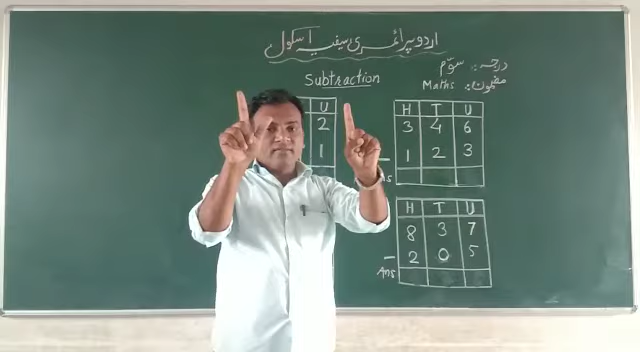 اردو پرائمری سیفیہ اسکول
درجہ :۔ سوّم
Subtraction
Maths مضمون :۔
U
2
1
H T U
3 4 6
− 1 2 3
ns
H T U
8 3 7
− 2 0 5
Ans